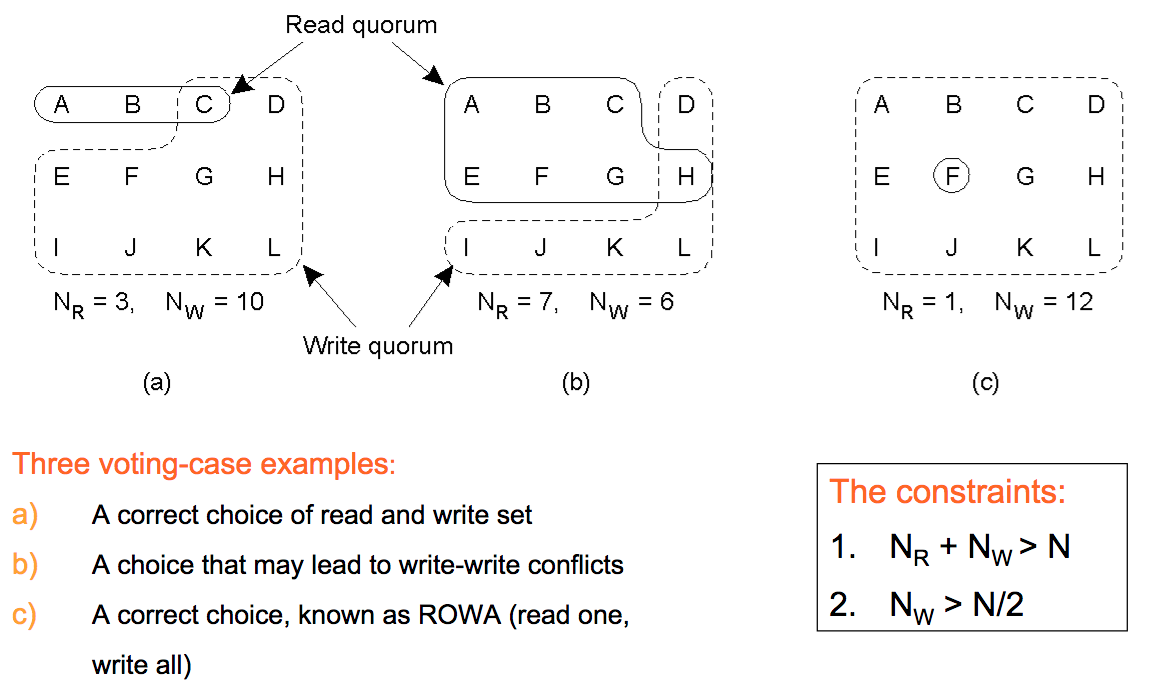 Read quorum
A B C D
E F G H
I J K L
N_R = 3, N_W = 10
(a)
A B C D
E F G H
I J K L
N_R = 7, N_W = 6
(b)
A B C D
E F G H
I J K L
N_R = 1, N_W = 12
(c)
Write quorum
Three voting-case examples:
a) A correct choice of read and write set
b) A choice that may lead to write-write conflicts
c) A correct choice, known as ROWA (read one,
write all)
The constraints:
1. N_R + N_W > N
2. N_W > N/2